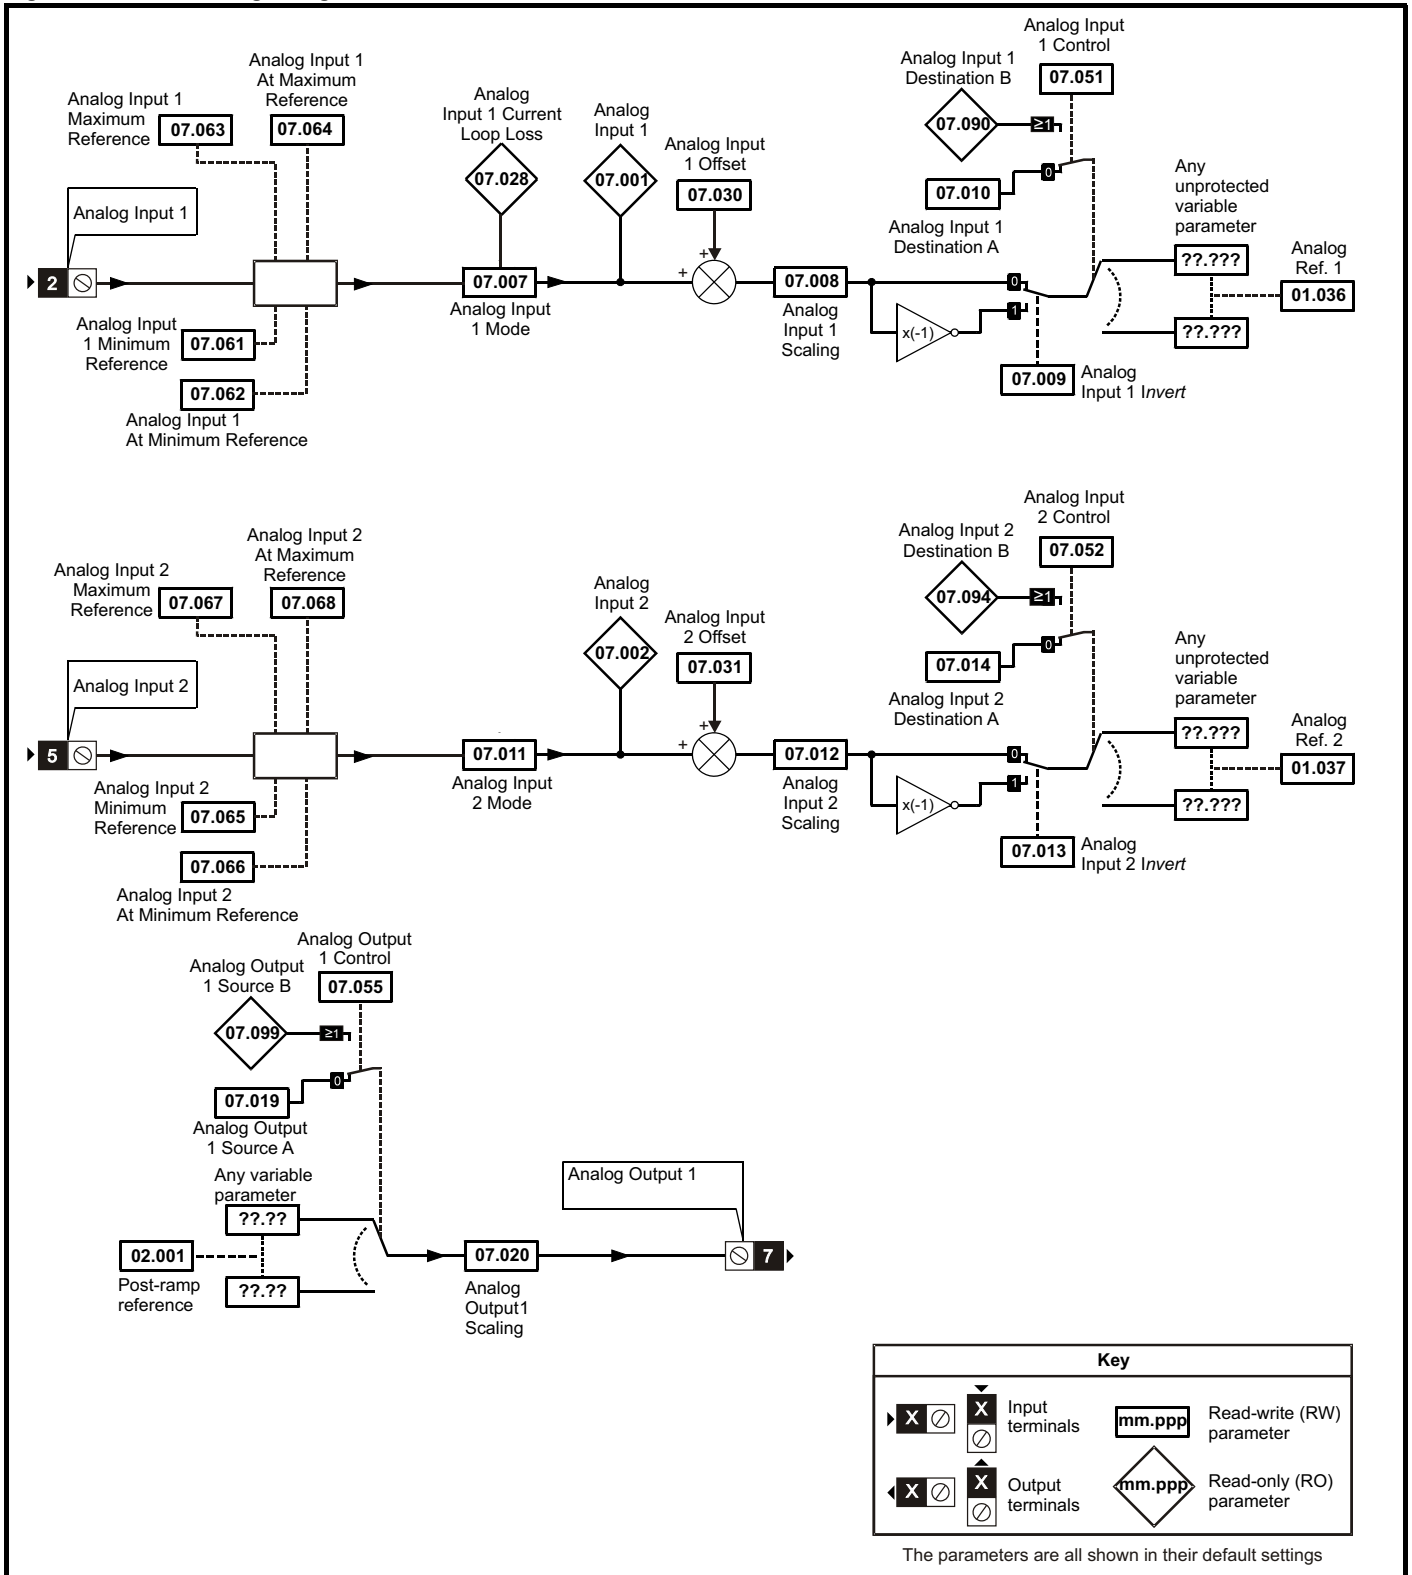 Analog Input
1 Control
07.051
Analog Input 1
Destination B
07.090
≥1
0
07.010
Analog Input 1
Destination A
Analog Input 1
At Maximum
Reference
07.064
Analog Input 1
Maximum
Reference
07.063
Analog
Input 1 Current
Loop Loss
07.028
Analog
Input 1
07.001
Analog Input
1 Offset
07.030
Any
unprotected
variable
parameter
??.???
??.???
Analog
Ref. 1
01.036
Analog Input 1
2
07.007
Analog Input
1 Mode
+
+
07.008
Analog
Input 1
Scaling
x(-1)
0
1
07.009
Analog
Input 1 Invert
Analog Input
1 Minimum
Reference
07.061
07.062
Analog Input 1
At Minimum Reference
Analog Input
2 Control
07.052
Analog Input 2
Destination B
07.094
≥1
0
07.014
Analog Input 2
Destination A
Analog Input 2
At Maximum
Reference
07.068
Analog Input 2
Maximum
Reference
07.067
Analog
Input 2
07.002
Analog Input
2 Offset
07.031
Any
unprotected
variable
parameter
??.???
??.???
Analog
Ref. 2
01.037
Analog Input 2
5
07.011
Analog Input
2 Mode
+
+
07.012
Analog
Input 2
Scaling
x(-1)
0
1
07.013
Analog
Input 2 Invert
Analog Input 2
Minimum
Reference
07.065
07.066
Analog Input 2
At Minimum Reference
Analog Output
1 Control
07.055
Analog Output
1 Source B
07.099
≥1
0
07.019
Analog Output
1 Source A
Any variable
parameter
??.??
??.??
02.001
Post-ramp
reference
07.020
Analog
Output1
Scaling
Analog Output 1
7
Key
X
X
Input
terminals
mm.ppp
Read-write (RW)
parameter
X
X
Output
terminals
mm.ppp
Read-only (RO)
parameter
The parameters are all shown in their default settings